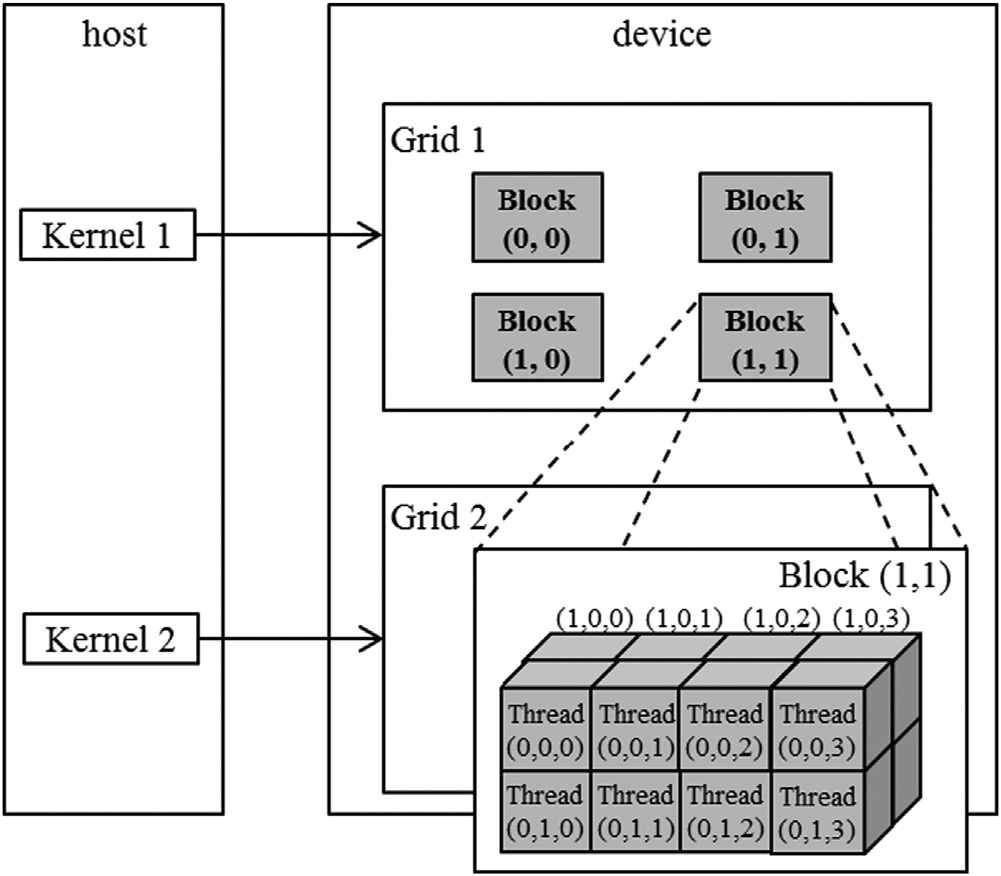 host
device
Grid 1
Block
(0, 0)
Block
(0, 1)
Kernel 1
Block
(1, 0)
Block
(1, 1)
Grid 2
Block (1,1)
(1,0,0) (1,0,1) (1,0,2) (1,0,3)
Kernel 2
Thread
(0,0,0)
Thread
(0,0,1)
Thread
(0,0,2)
Thread
(0,0,3)
Thread
(0,1,0)
Thread
(0,1,1)
Thread
(0,1,2)
Thread
(0,1,3)